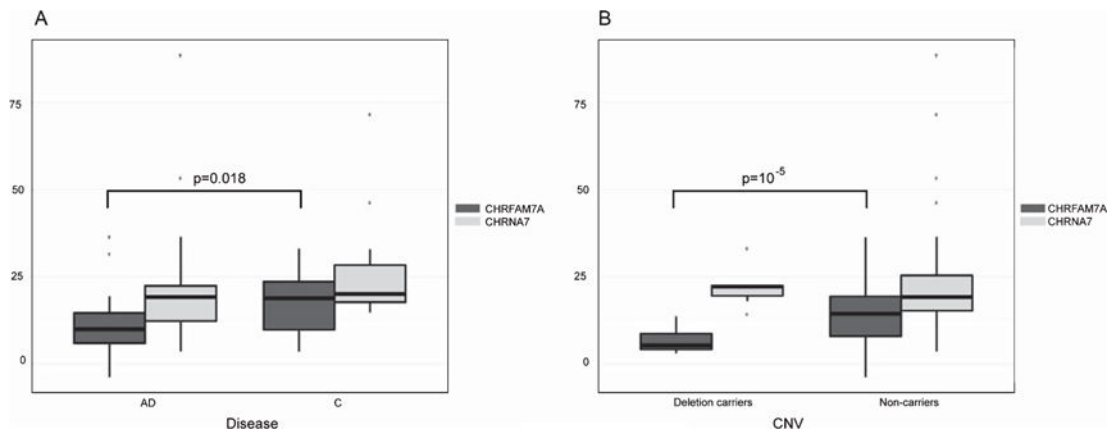 A
75
50
25
0
p=0.018
AD
C
Disease
CHRFAM7A
CHRNA7
B
75
50
25
0
p=10-5
Deletion carriers
Non-carriers
CNV
CHRFAM7A
CHRNA7